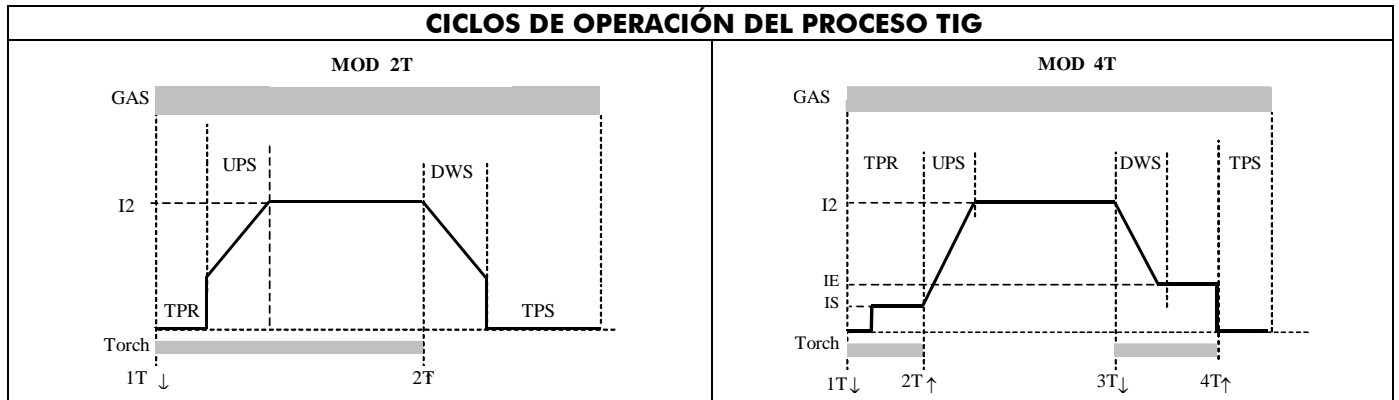 CICLOS DE OPERACIÓN DEL PROCESO TIG
MOD 2T
GAS
UPS
DWS
I2
TPR
TPS
Torch
1T ↓
2T↑
MOD 4T
GAS
TPR
UPS
DWS
TPS
I2
IE
IS
Torch
1T↓
2T↑
3T↓
4T↑